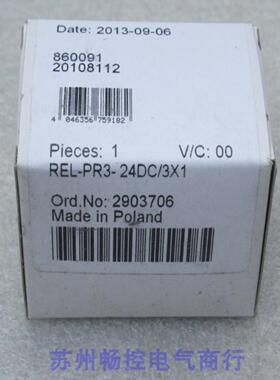 Date: 2013-09-06
860091
20108112
4 046356 759182
Pieces: 1 V/C: 00
REL-PR3- 24DC/3X1
Ord.No: 2903706
Made in Poland
苏州畅控电气商行